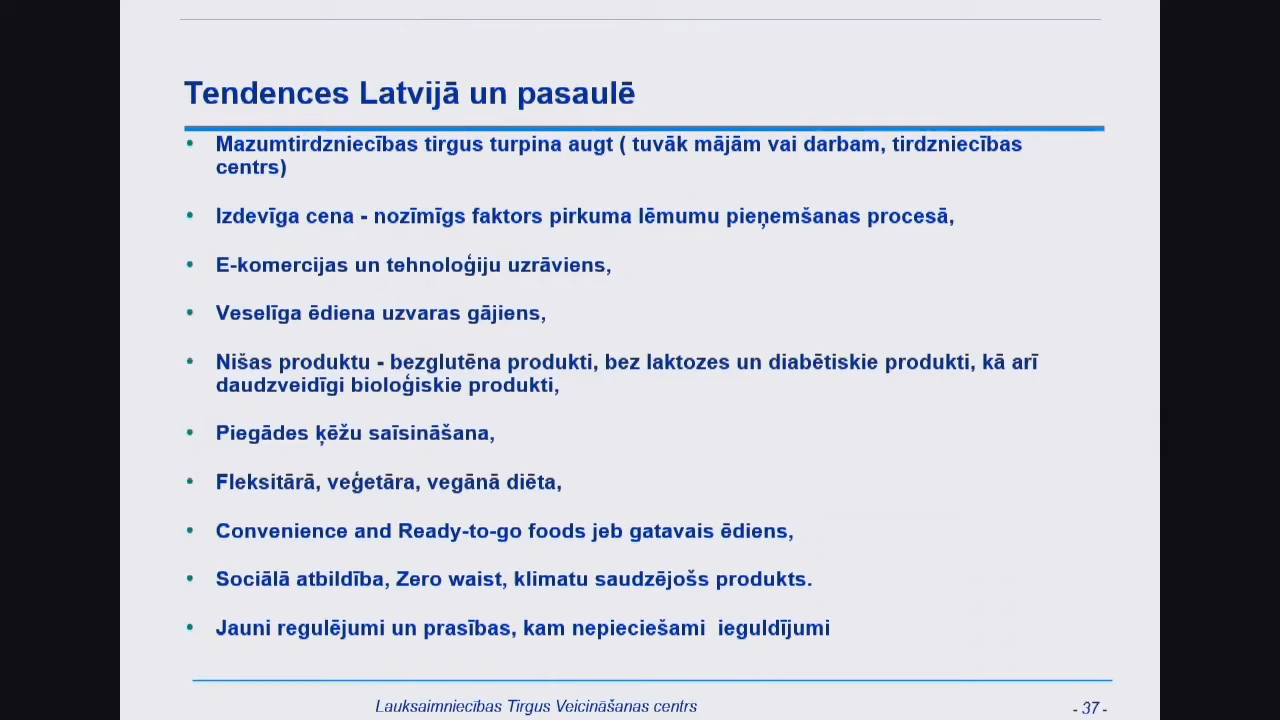 Tendences Latvijā un pasaulē
• Mazumtirdzniecības tirgus turpina augt ( tuvāk mājām vai darbam, tirdzniecības
centrs)
• Izdevīga cena - nozīmīgs faktors pirkuma lēmumu pieņemšanas procesā,
• E-komercijas un tehnoloģiju uzrāviens,
• Veselīga ēdiena uzvaras gājiens,
• Nišas produktu - bezglutēna produkti, bez laktozes un diabētiskie produkti, kā arī
daudzveidīgi bioloģiskie produkti,
• Piegādes ķēžu saīsināšana,
• Fleksitārā, veģetāra, vegānā diēta,
• Convenience and Ready-to-go foods jeb gatavais ēdiens,
• Sociālā atbildība, Zero waist, klimatu saudzējošs produkts.
• Jauni regulējumi un prasības, kam nepieciešami  ieguldījumi
Lauksaimniecības Tirgus Veicināšanas centrs
- 37 -